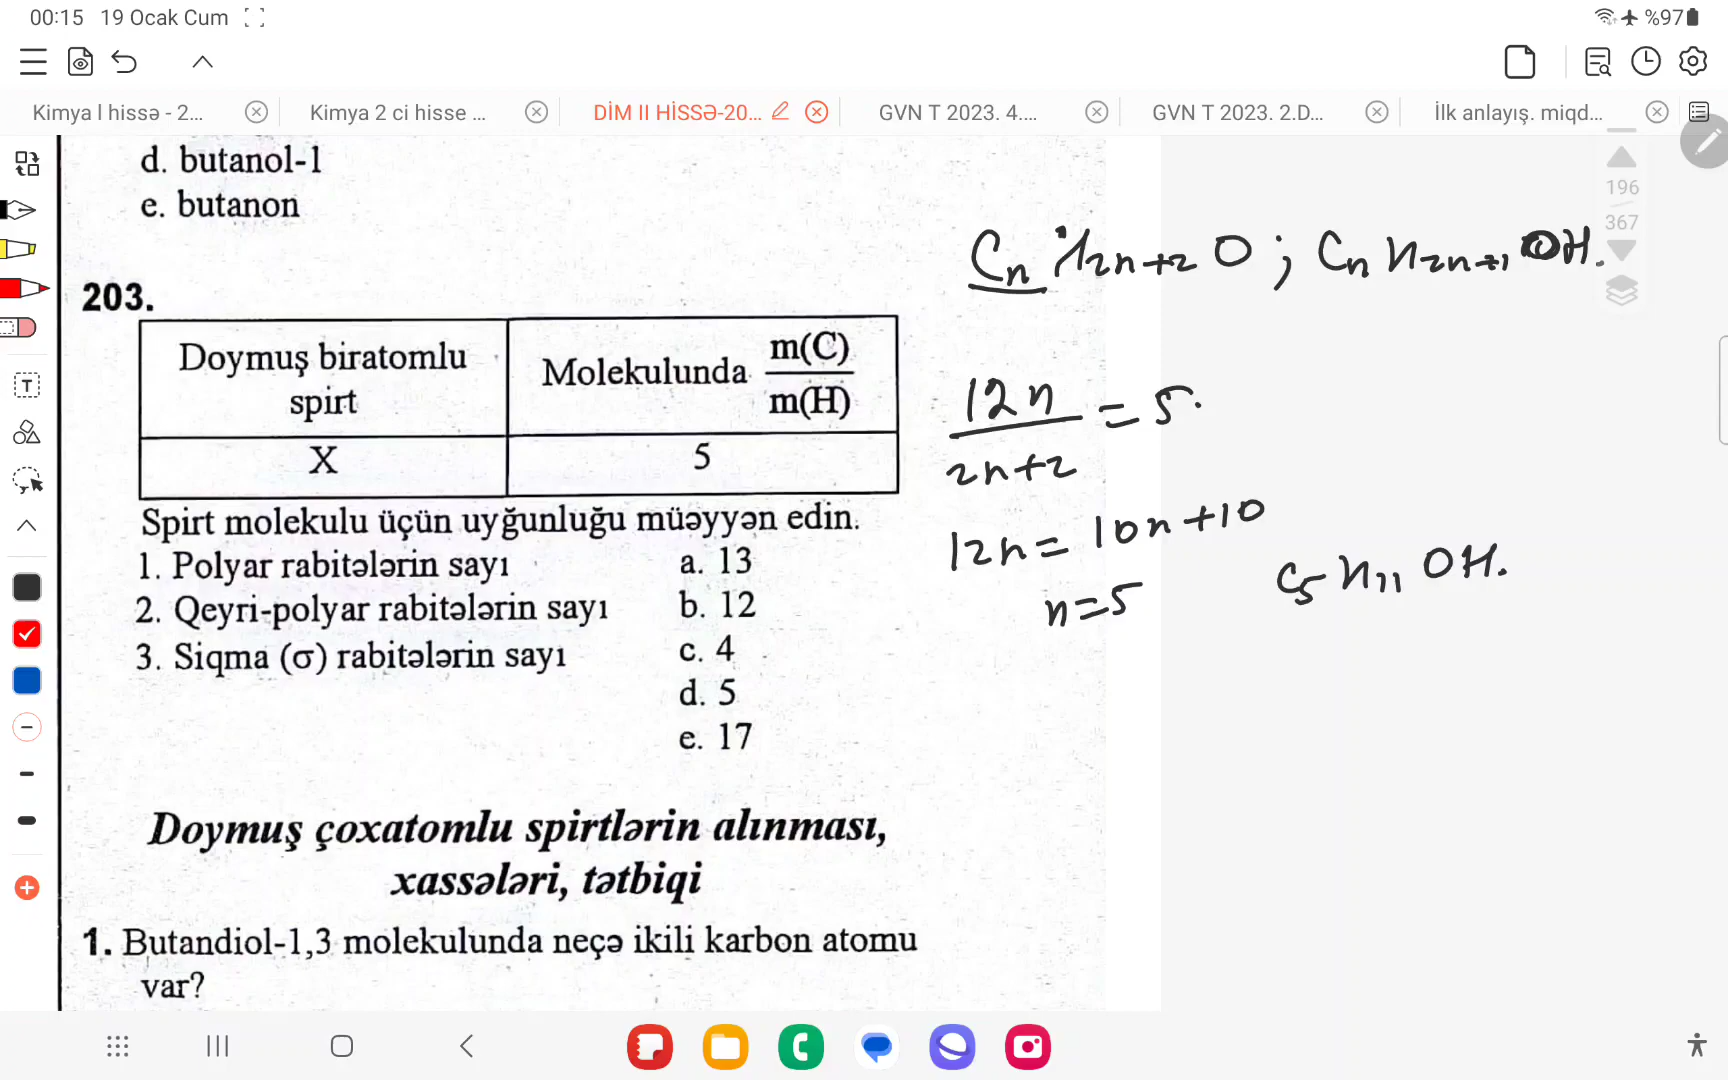 00:15 19 Ocak Cum
%97
Kimya I hissə - 2...
Kimya 2 ci hisse ...
DİM II HİSSƏ-20...
GVN T 2023. 4....
GVN T 2023. 2.D...
İlk anlayış. miqd...
196
367
d. butanol-1
e. butanon
CnH2n+2O ; CnH2n+1OH.
203.
Doymuş biratomlu spirt
Molekulunda m(C)/m(H)
X
5
12n/2n+2 = 5.
12n = 10n+10
n=5
C5H11OH.
Spirt molekulu üçün uyğunluğu müəyyən edin.
1. Polyar rabitələrin sayı a. 13
2. Qeyri-polyar rabitələrin sayı b. 12
3. Siqma (σ) rabitələrin sayı c. 4
d. 5
e. 17
Doymuş çoxatomlu spirtlərin alınması,
xassələri, tətbiqi
1. Butandiol-1,3 molekulunda neçə ikili karbon atomu
var?